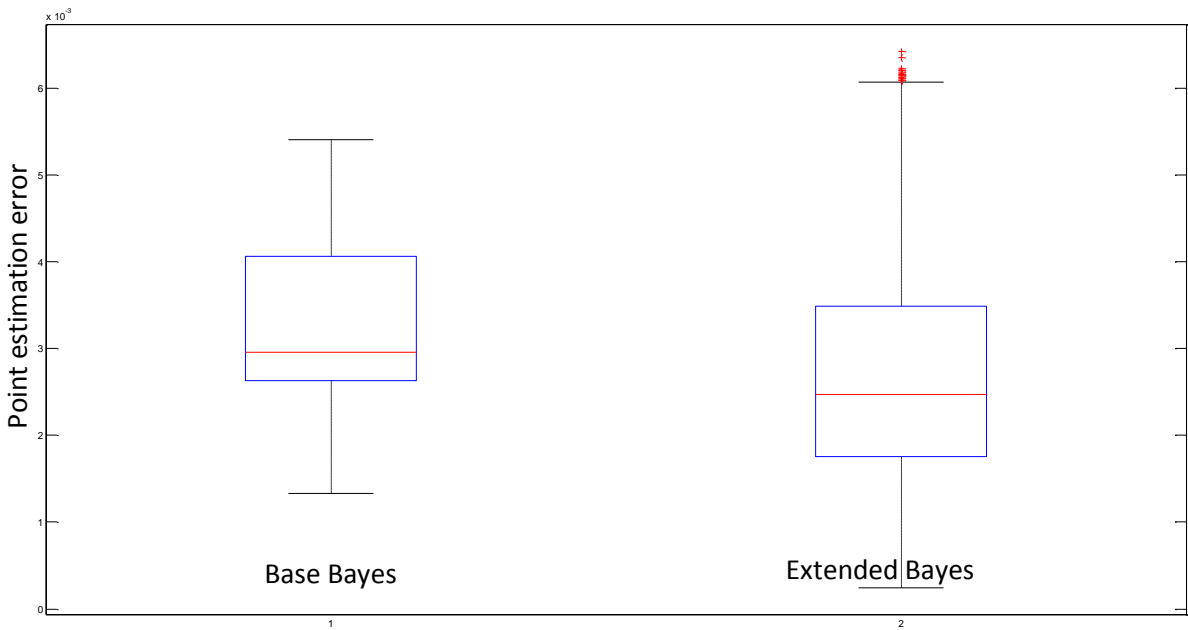 x 10⁻³
6
5
4
3
2
1
0
Point estimation error
Base Bayes
Extended Bayes
1
2